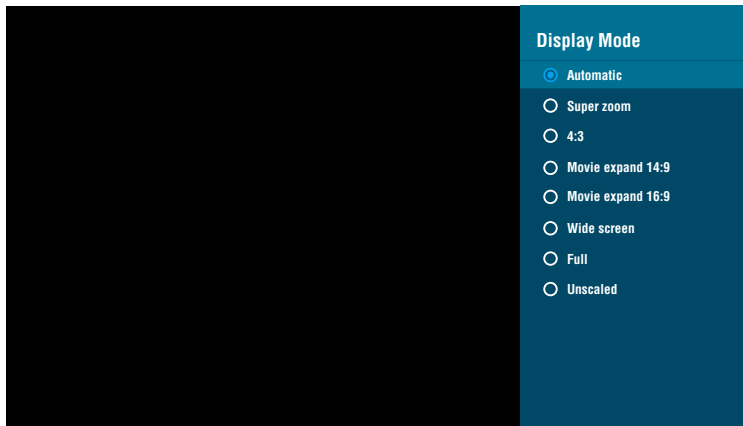 Display Mode
Automatic
Super zoom
4:3
Movie expand 14:9
Movie expand 16:9
Wide screen
Full
Unscaled